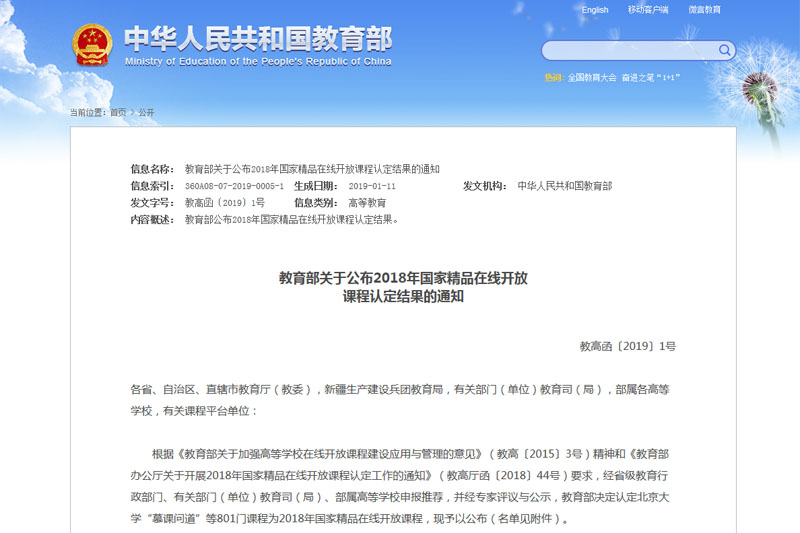 English 移动客户端 微言教育
中华人民共和国教育部
Ministry of Education of the People's Republic of China
热词：全国教育大会 奋进之笔 “1+1”
当前位置：首页 > 公开
信息名称： 教育部关于公布2018年国家精品在线开放课程认定结果的通知
信息索引： 360A08-07-2019-0005-1 生成日期： 2019-01-11 发文机构： 中华人民共和国教育部
发文字号： 教高函〔2019〕1号 信息类别： 高等教育
内容概述： 教育部公布2018年国家精品在线开放课程认定结果。
教育部关于公布2018年国家精品在线开放
课程认定结果的通知
教高函〔2019〕1号
各省、自治区、直辖市教育厅（教委），新疆生产建设兵团教育局，有关部门（单位）教育司（局），部属各高等
学校，有关课程平台单位：
根据《教育部关于加强高等学校在线开放课程建设应用与管理的意见》（教高〔2015〕3号）精神和《教育部
办公厅关于开展2018年国家精品在线开放课程认定工作的通知》（教高厅函〔2018〕44号）要求，经省级教育行
政部门、有关部门（单位）教育司（局）、部属高等学校申报推荐，并经专家评议与公示，教育部决定认定北京大
学“慕课问道”等801门课程为2018年国家精品在线开放课程，现予以公布（名单见附件）。